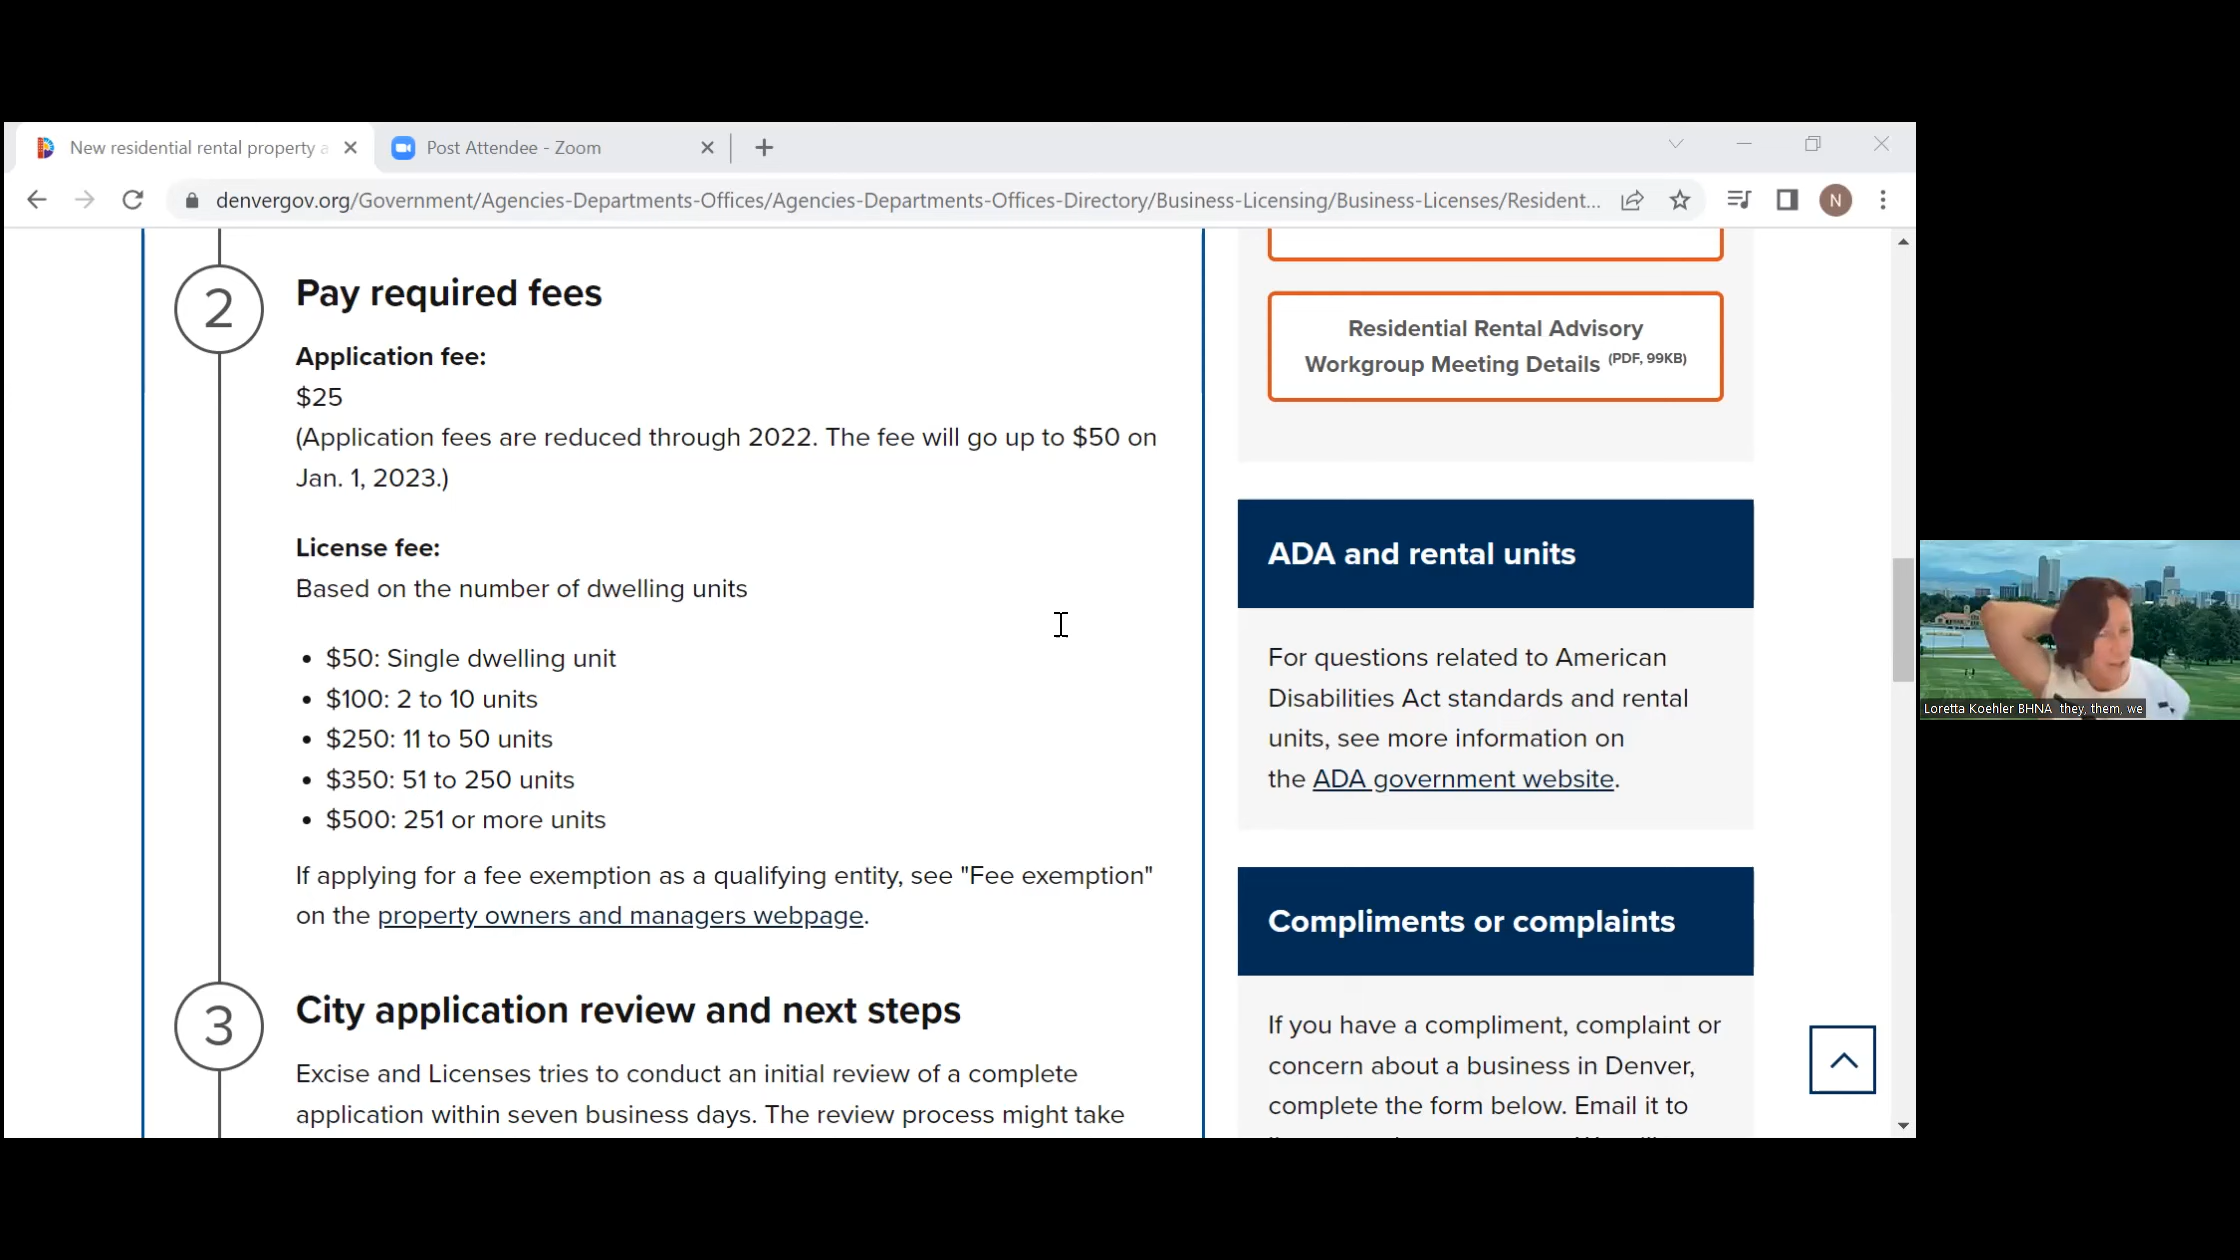 New residential rental property a
Post Attendee - Zoom
denvergov.org/Government/Agencies-Departments-Offices/Agencies-Departments-Offices-Directory/Business-Licensing/Business-Licenses/Resident...
N
2
Pay required fees
Application fee:
$25
(Application fees are reduced through 2022. The fee will go up to $50 on
Jan. 1, 2023.)
License fee:
Based on the number of dwelling units
• $50: Single dwelling unit
• $100: 2 to 10 units
• $250: 11 to 50 units
• $350: 51 to 250 units
• $500: 251 or more units
If applying for a fee exemption as a qualifying entity, see "Fee exemption"
on the property owners and managers webpage.
3
City application review and next steps
Excise and Licenses tries to conduct an initial review of a complete
application within seven business days. The review process might take
Residential Rental Advisory
Workgroup Meeting Details (PDF, 99KB)
ADA and rental units
For questions related to American
Disabilities Act standards and rental
units, see more information on
the ADA government website.
Compliments or complaints
If you have a compliment, complaint or
concern about a business in Denver,
complete the form below. Email it to
Loretta Koehler BHNA they, them, we